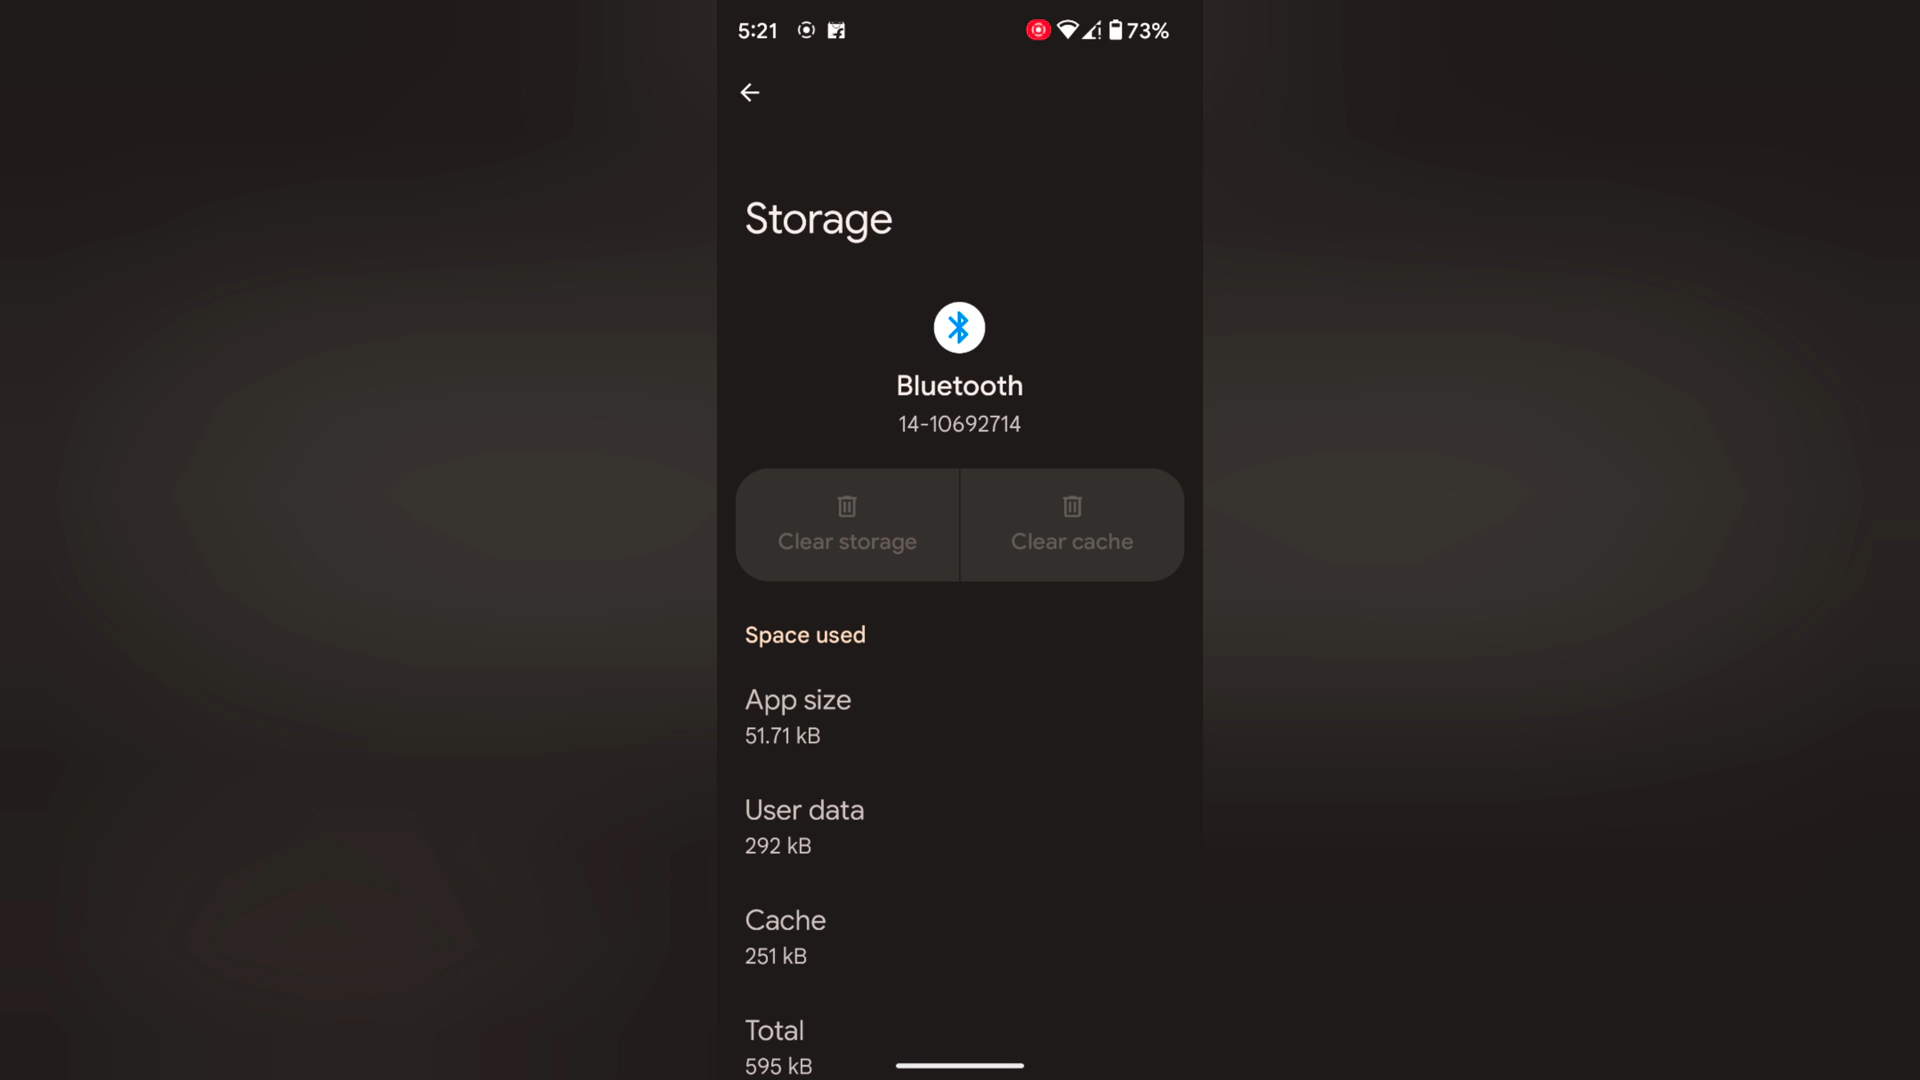 5:21
73%
Storage
Bluetooth
14-10692714
Clear storage
Clear cache
Space used
App size
51.71 kB
User data
292 kB
Cache
251 kB
Total
595 kB